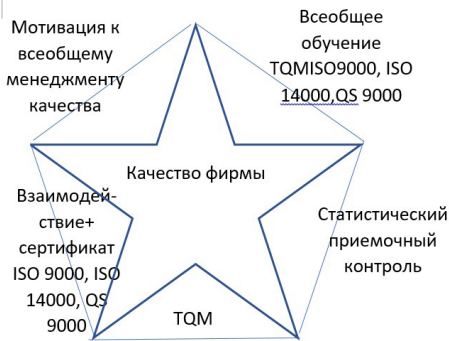 Мотивация к
всеобщему
менеджменту
качества
Всеобщее
обучение
TQMISO9000, ISO
14000,QS 9000
Качество фирмы
Взаимодей-
ствие+
сертификат
ISO 9000, ISO
14000, QS
9000
Статистический
приемочный
контроль
TQM